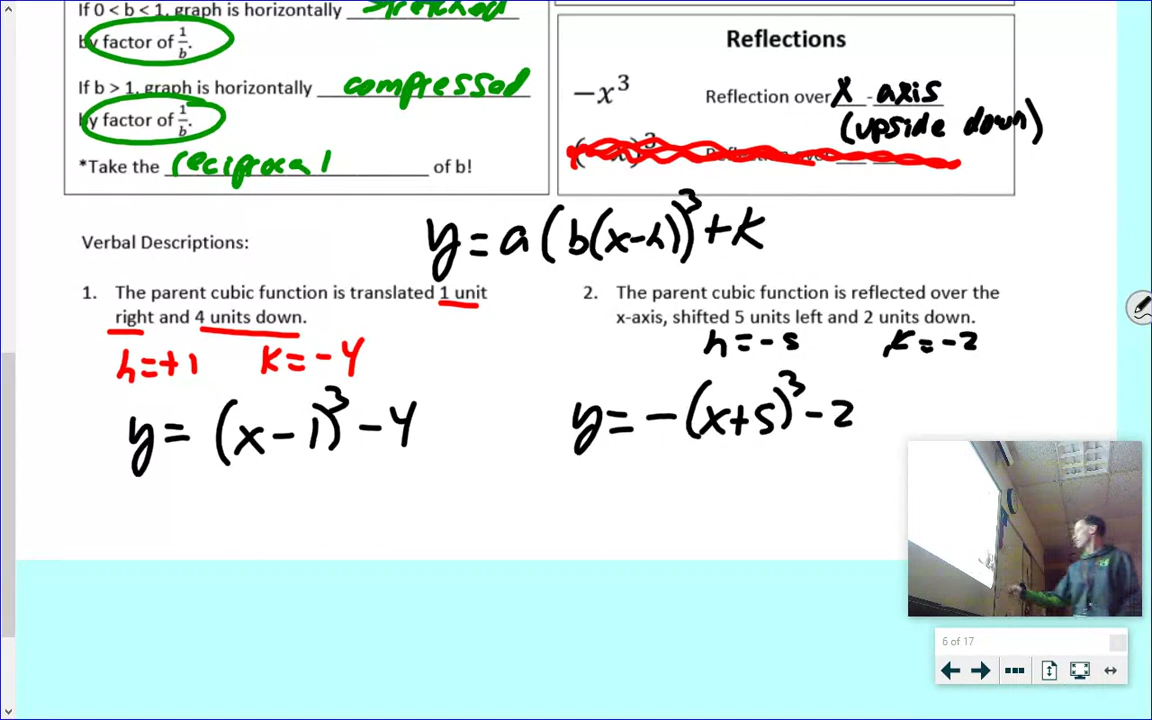 If 0 < b < 1, graph is horizontally stretched
by factor of 1/b.
If b > 1, graph is horizontally compressed
by factor of 1/b.
*Take the reciprocal of b!
Reflections
−x³ Reflection over x - axis
(upside down)
y = a(b(x-h))³ + k
Verbal Descriptions:
1. The parent cubic function is translated 1 unit
right and 4 units down.
h = +1 k = -4
y = (x - 1)³ - 4
2. The parent cubic function is reflected over the
x-axis, shifted 5 units left and 2 units down.
h = -5 k = -2
y = -(x+5)³ - 2
6 of 17